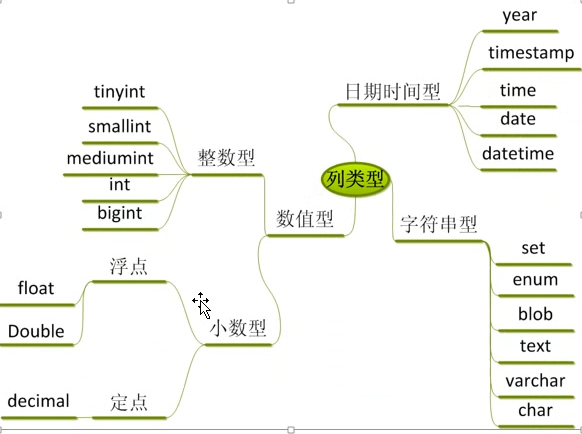 列类型
日期时间型
year
timestamp
time
date
datetime
数值型
整数型
tinyint
smallint
mediumint
int
bigint
小数型
浮点
float
Double
定点
decimal
字符串型
set
enum
blob
text
varchar
char